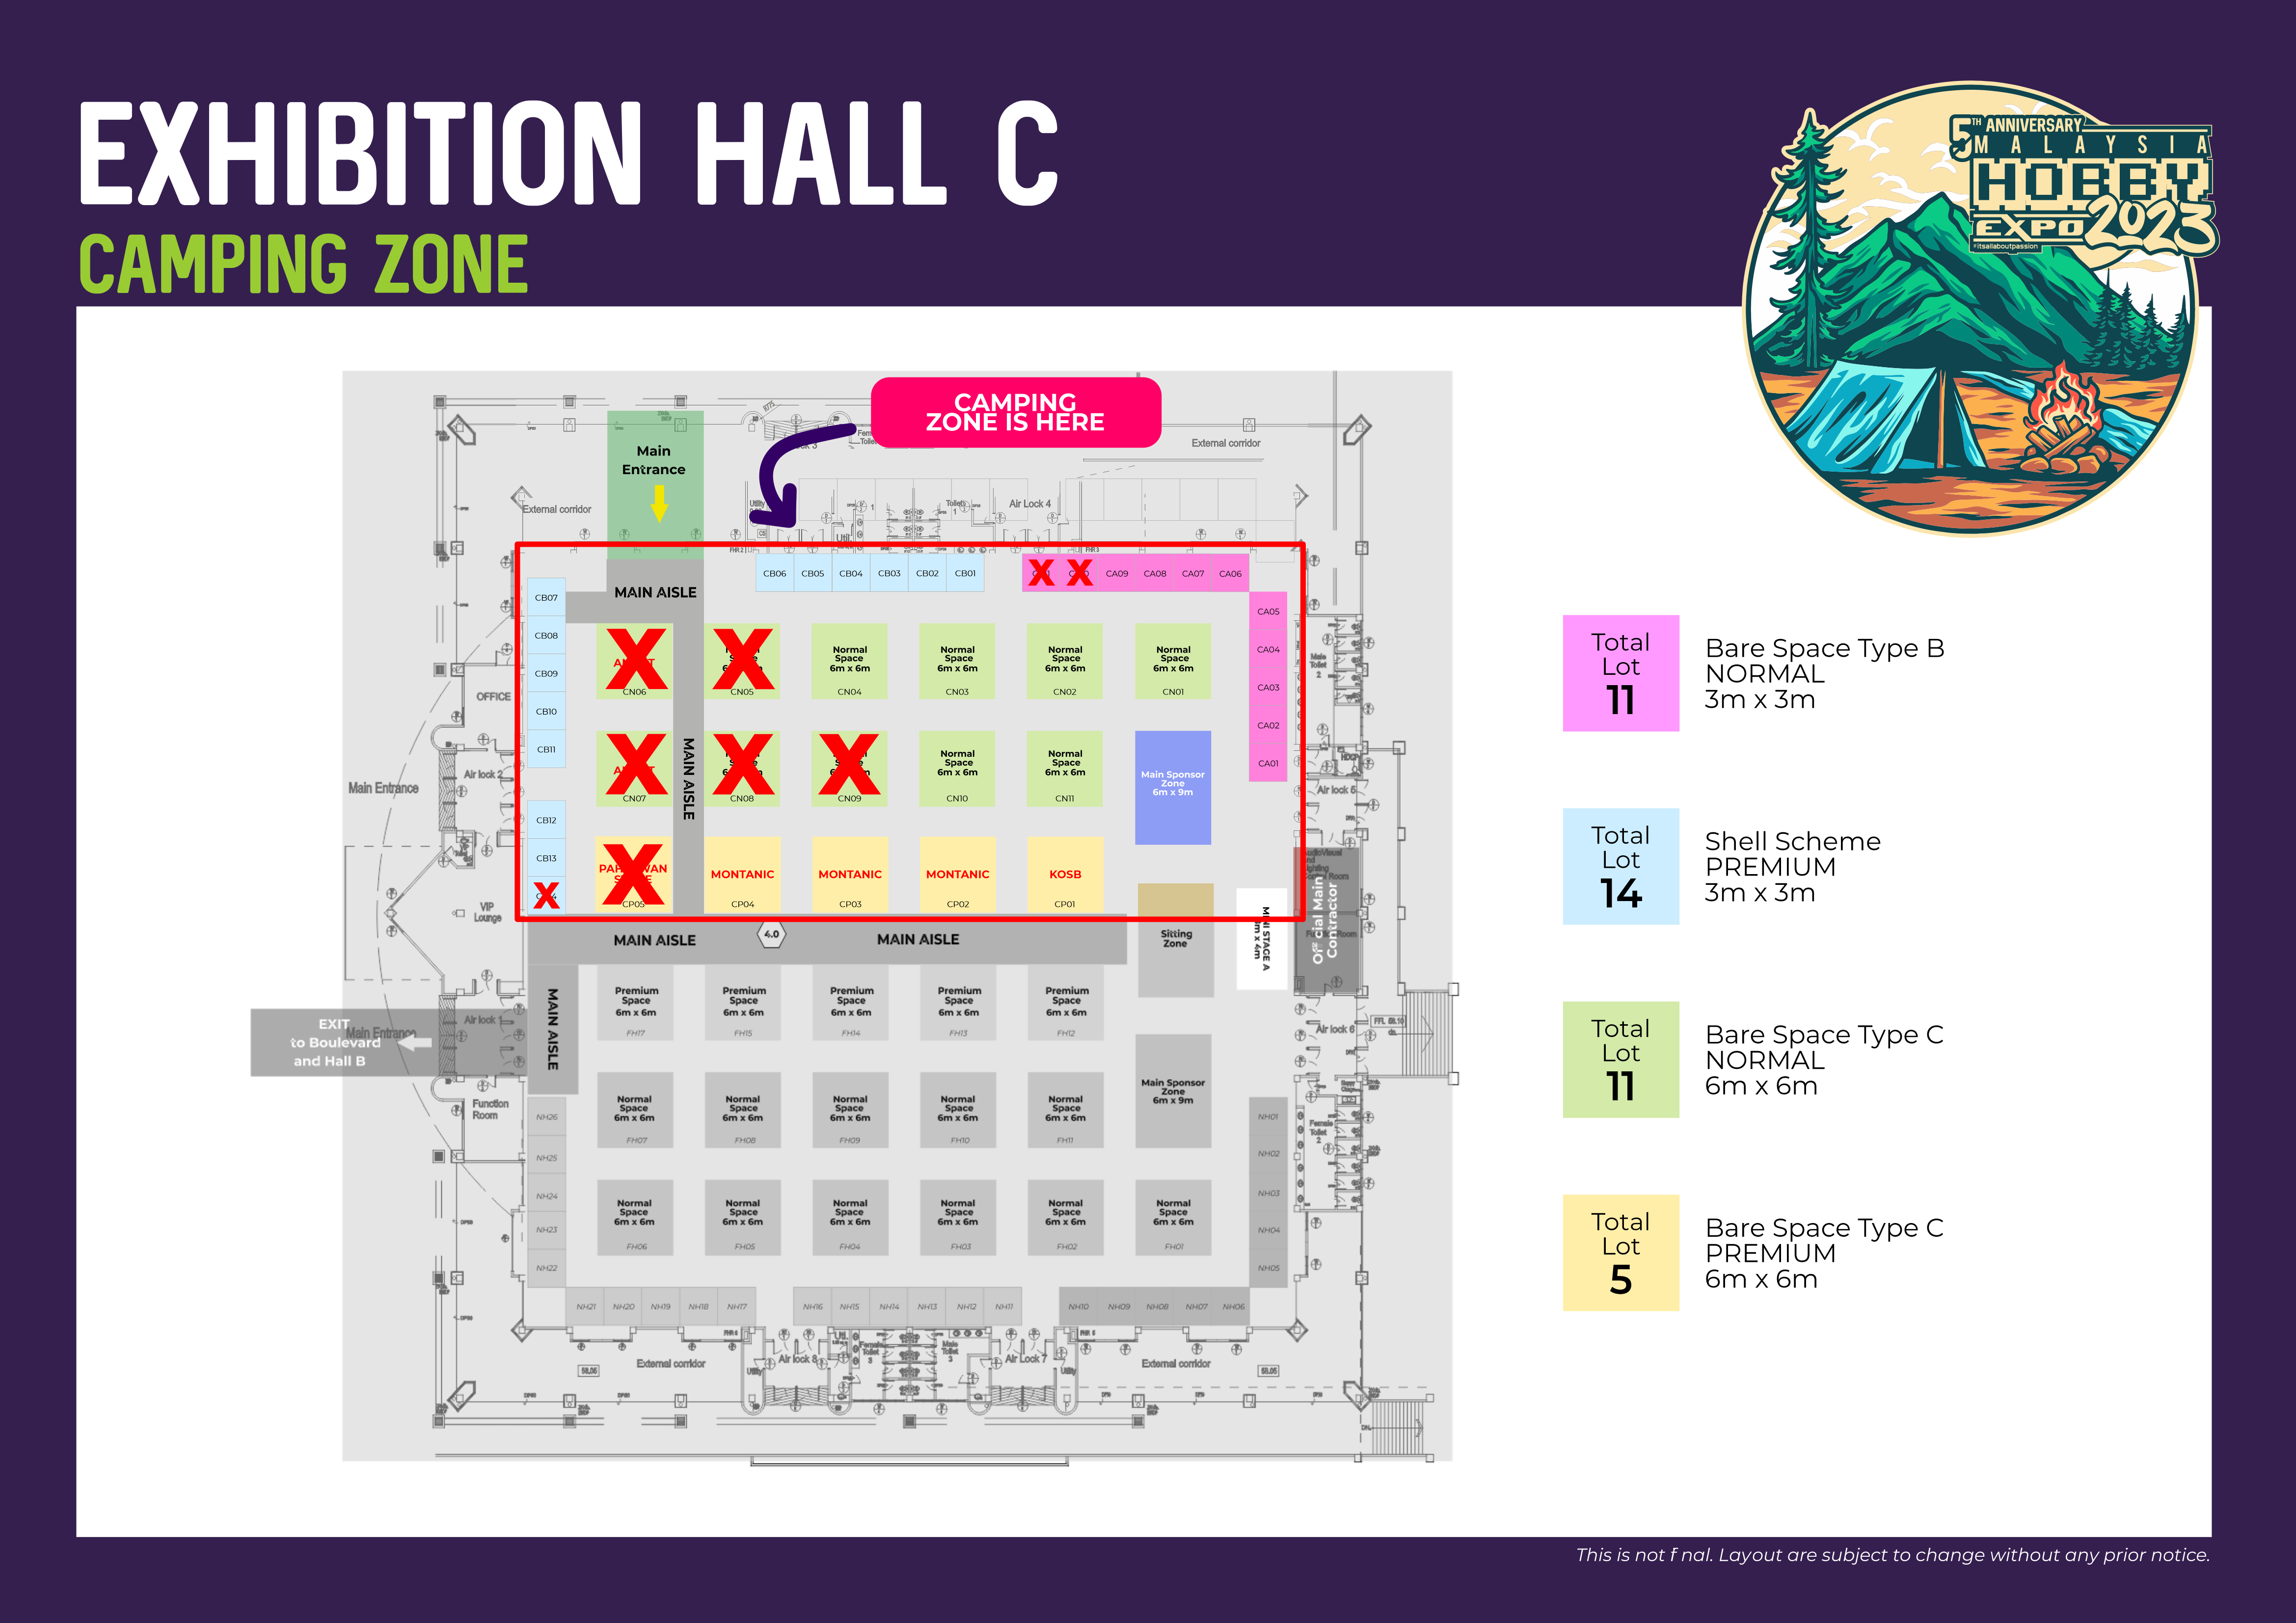 EXHIBITION HALL C
CAMPING ZONE
5TH ANNIVERSARY
MALAYSIA
HOBBY
EXPO 2023
#itsallaboutpassion
CAMPING
ZONE IS HERE
Main
Entrance
External corridor
External corridor
Air Lock 4
MAIN AISLE
CB06 CB05 CB04 CB03 CB02 CB01
CA09 CA08 CA07 CA06
CA05
CA04
CA03
CA02
CA01
CB07
CB08
CB09
CB10
CB11
CB12
CB13
CN06
CN05
Normal
Space
6m x 6m
CN04
Normal
Space
6m x 6m
CN03
Normal
Space
6m x 6m
CN02
Normal
Space
6m x 6m
CN01
OFFICE
Air lock 2
Main Entrance
MAIN AISLE
CN07
CN08
CN09
Normal
Space
6m x 6m
CN10
Normal
Space
6m x 6m
CN11
Main Sponsor
Zone
6m x 9m
Male
Toilet
2
Air lock 5
CP05
MONTANIC
CP04
MONTANIC
CP03
MONTANIC
CP02
KOSB
CP01
VIP
Lounge
MAIN AISLE
4.0
MAIN AISLE
Sitting
Zone
MINI STAGE A
Contractor
MAIN AISLE
Premium
Space
6m x 6m
FH17
Premium
Space
6m x 6m
FH15
Premium
Space
6m x 6m
FH14
Premium
Space
6m x 6m
FH13
Premium
Space
6m x 6m
FH12
Air lock 1
Main Entrance
EXIT
to Boulevard
and Hall B
Air lock 6
Function
Room
Normal
Space
6m x 6m
FH07
Normal
Space
6m x 6m
FH08
Normal
Space
6m x 6m
FH09
Normal
Space
6m x 6m
FH10
Normal
Space
6m x 6m
FH11
Main Sponsor
Zone
6m x 9m
Female
Toilet
2
NH26
NH25
NH24
NH23
NH22
NH01
NH02
NH03
NH04
NH05
Normal
Space
6m x 6m
FH06
Normal
Space
6m x 6m
FH05
Normal
Space
6m x 6m
FH04
Normal
Space
6m x 6m
FH03
Normal
Space
6m x 6m
FH02
Normal
Space
6m x 6m
FH01
NH21 NH20 NH19 NH18 NH17
NH16 NH15 NH14 NH13 NH12 NH11
NH10 NH09 NH08 NH07 NH06
External corridor
Air lock 8
Female
Toilet
3
Male
Toilet
3
Air Lock 7
External corridor
Total
Lot
11
Bare Space Type B
NORMAL
3m x 3m
Total
Lot
14
Shell Scheme
PREMIUM
3m x 3m
Total
Lot
11
Bare Space Type C
NORMAL
6m x 6m
Total
Lot
5
Bare Space Type C
PREMIUM
6m x 6m
This is not f nal. Layout are subject to change without any prior notice.